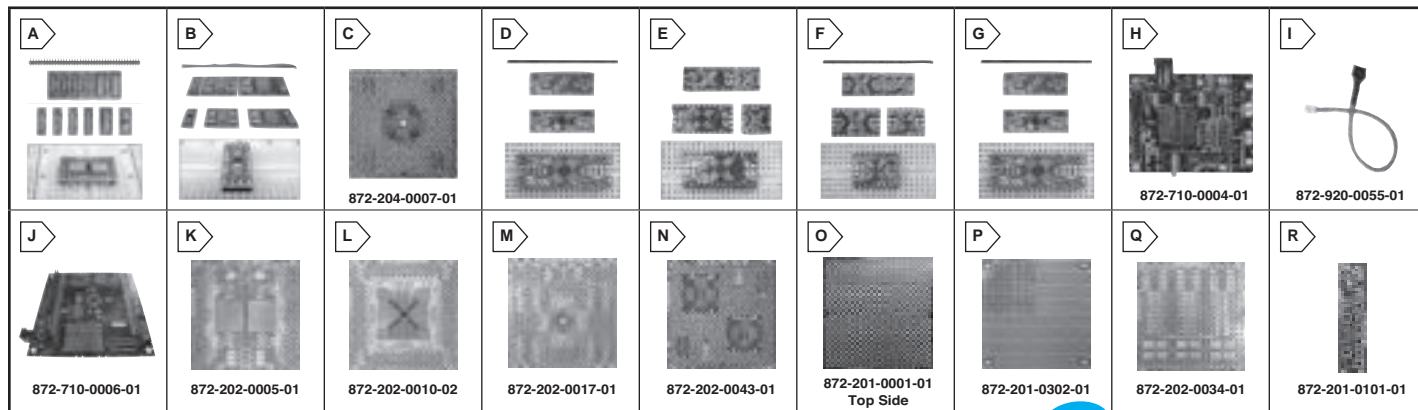 A
B
C
D
E
F
G
H
I
872-204-0007-01
872-710-0004-01
872-920-0055-01
J
K
L
M
N
O
P
Q
R
872-710-0006-01
872-202-0005-01
872-202-0010-02
872-202-0017-01
872-202-0043-01
872-201-0001-01
Top Side
872-201-0302-01
872-202-0034-01
872-201-0101-01